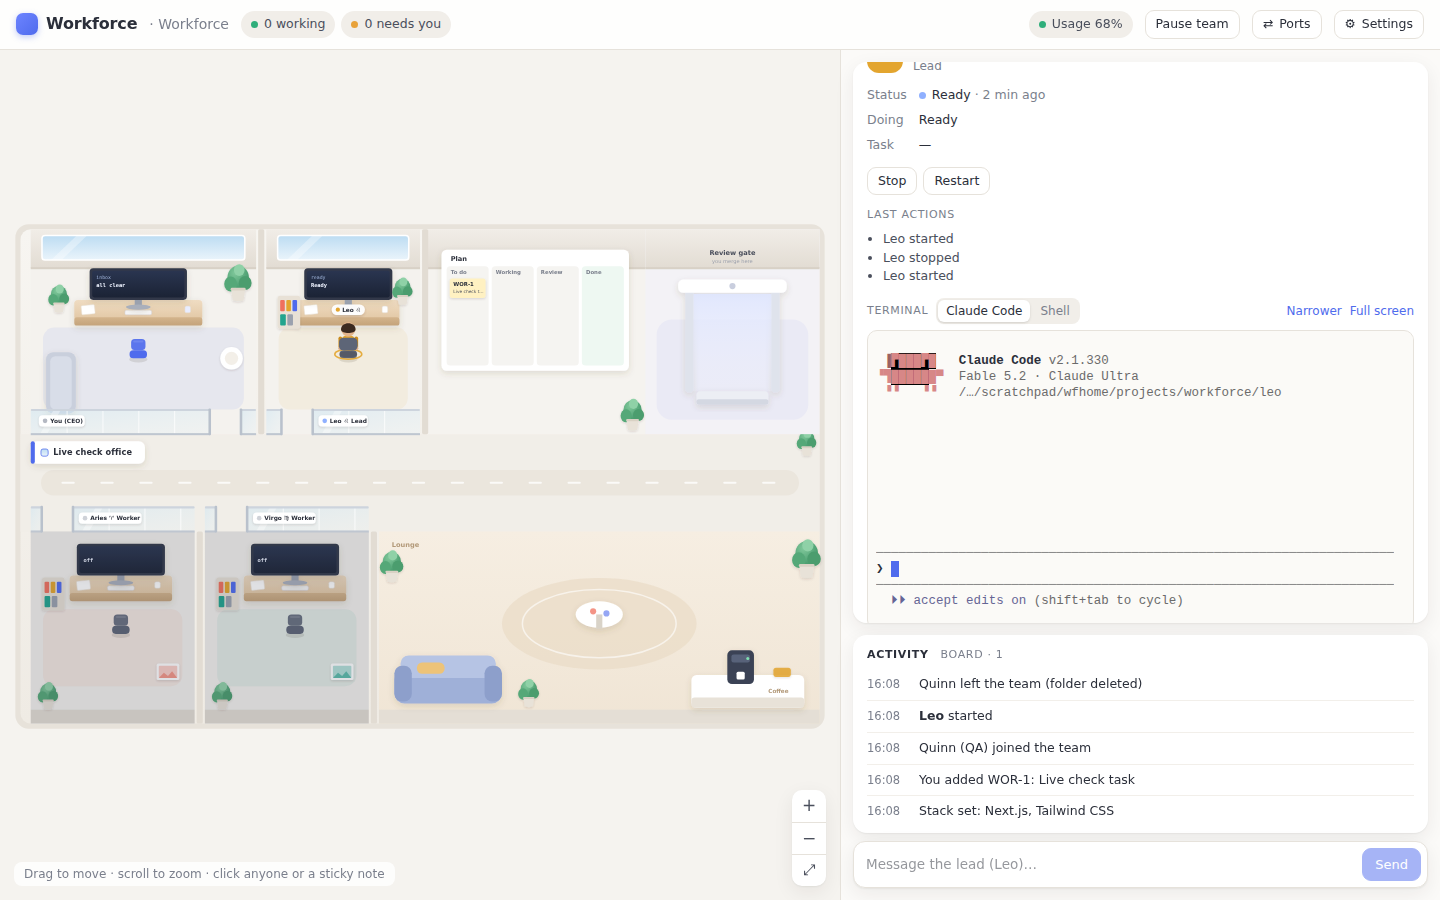 Workforce · Workforce 0 working 0 needs you Usage 68% Pause team ⇄ Ports ⚙ Settings
inbox
all clear
ready
Ready
Leo
You (CEO)
Leo Lead
Plan
To do Working Review Done
WOR-1
Live check t…
Review gate
you merge here
Live check office
Aries Worker
Virgo Worker
off
off
Lounge
Coffee
Drag to move · scroll to zoom · click anyone or a sticky note
+
−
Lead
Status Ready · 2 min ago
Doing Ready
Task —
Stop Restart
LAST ACTIONS
• Leo started
• Leo stopped
• Leo started
TERMINAL Claude Code Shell Narrower Full screen
Claude Code v2.1.330
Fable 5.2 · Claude Ultra
/…/scratchpad/wfhome/projects/workforce/leo
❯
⏵⏵ accept edits on (shift+tab to cycle)
ACTIVITY BOARD · 1
16:08 Quinn left the team (folder deleted)
16:08 Leo started
16:08 Quinn (QA) joined the team
16:08 You added WOR-1: Live check task
16:08 Stack set: Next.js, Tailwind CSS
Message the lead (Leo)…
Send